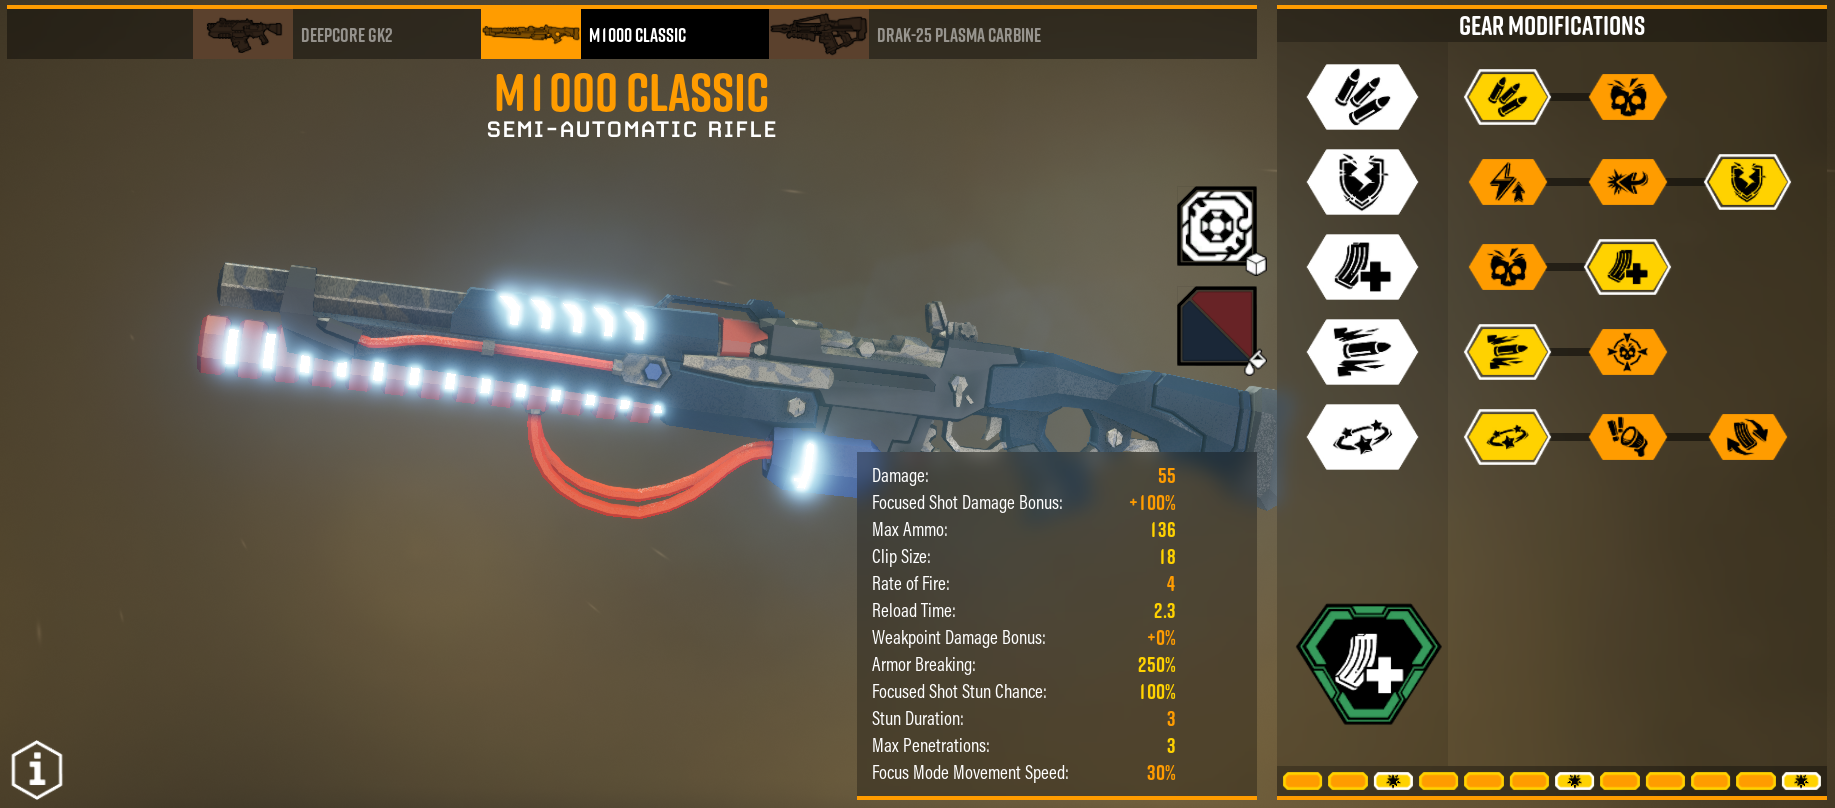 DEEPCORE GK2
M1000 CLASSIC
DRAK-25 PLASMA CARBINE
M1000 CLASSIC
SEMI-AUTOMATIC RIFLE
Damage: 55
Focused Shot Damage Bonus: +100%
Max Ammo: 136
Clip Size: 18
Rate of Fire: 4
Reload Time: 2.3
Weakpoint Damage Bonus: +0%
Armor Breaking: 250%
Focused Shot Stun Chance: 100%
Stun Duration: 3
Max Penetrations: 3
Focus Mode Movement Speed: 30%
GEAR MODIFICATIONS